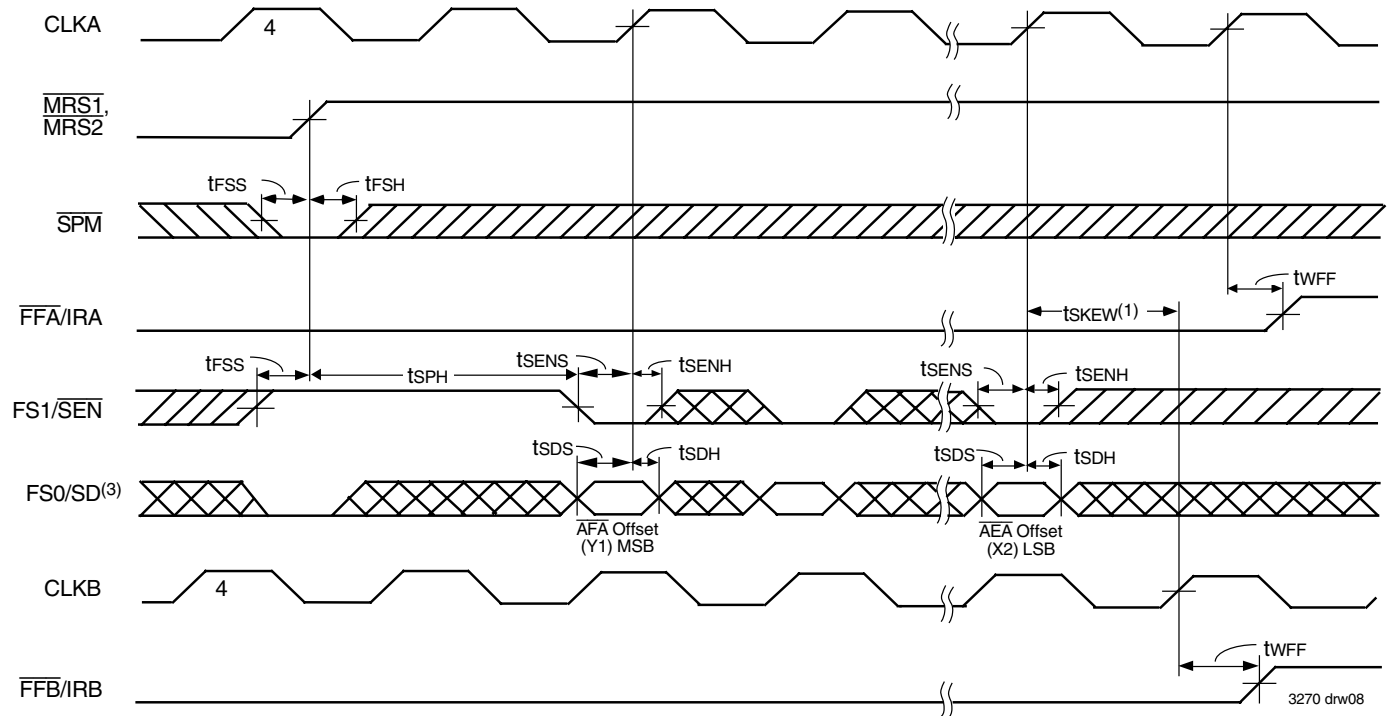 CLKA
4
MRS1,
MRS2
tFSS
tFSH
SPM
tWFF
FFA/IRA
tSKEW(1)
tFSS
tSPH
tSENS
tSENH
tSENS
tSENH
FS1/SEN
tSDS
tSDH
tSDS
tSDH
FS0/SD(3)
AFA Offset
(Y1) MSB
AEA Offset
(X2) LSB
CLKB
4
tWFF
FFB/IRB
3270 drw08